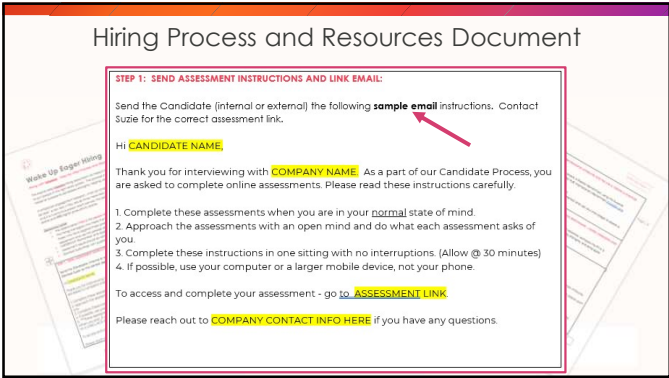 Hiring Process and Resources Document
STEP 1: SEND ASSESSMENT INSTRUCTIONS AND LINK EMAIL:
Send the Candidate (internal or external) the following sample email instructions. Contact
Suzie for the correct assessment link.
Hi CANDIDATE NAME,
Thank you for interviewing with COMPANY NAME. As a part of our Candidate Process, you
are asked to complete online assessments. Please read these instructions carefully.
1. Complete these assessments when you are in your normal state of mind.
2. Approach the assessments with an open mind and do what each assessment asks of
you.
3. Complete these instructions in one sitting with no interruptions. (Allow @ 30 minutes)
4. If possible, use your computer or a larger mobile device, not your phone.
To access and complete your assessment - go to ASSESSMENT LINK.
Please reach out to COMPANY CONTACT INFO HERE if you have any questions.
Wake Up Eager Hiring